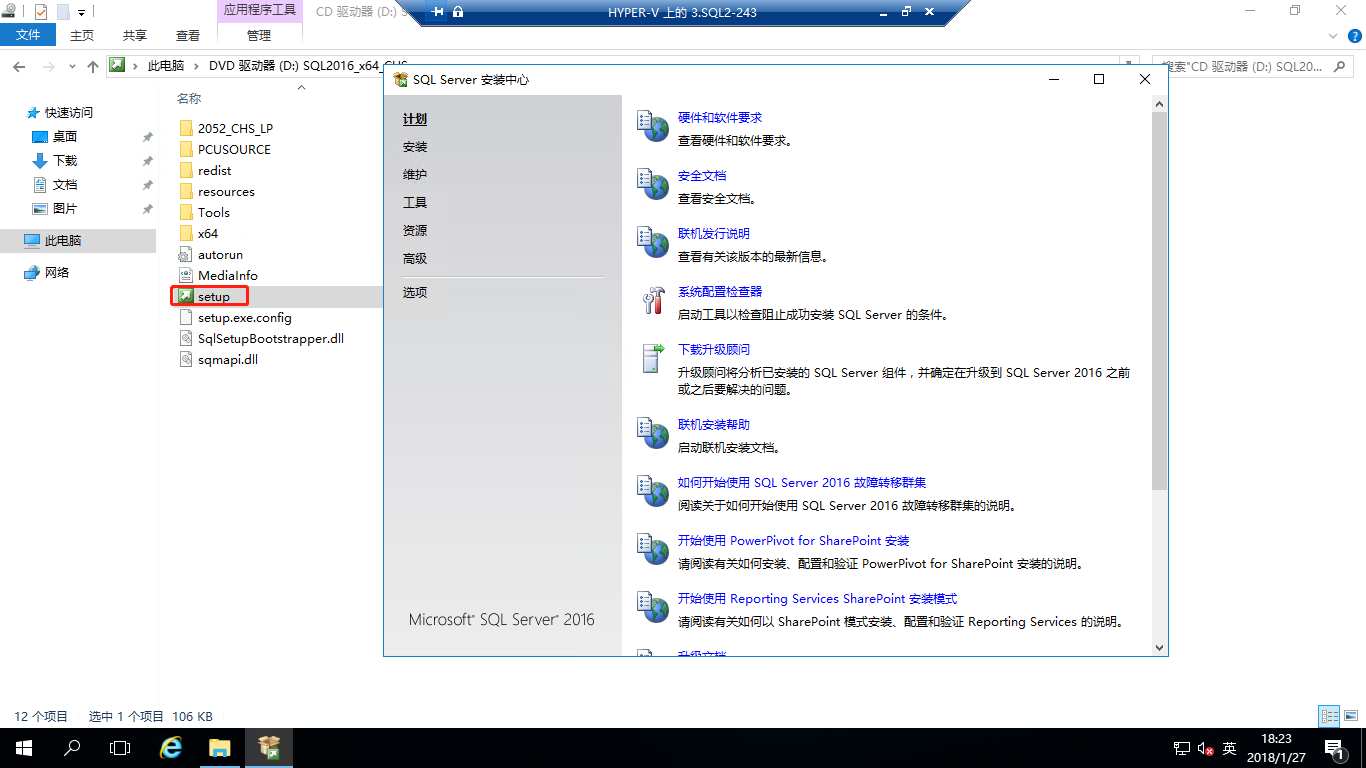 应用程序工具
CD 驱动器 (D:) S
HYPER-V 上的 3.SQL2-243
文件
主页
共享
查看
管理
此电脑
DVD 驱动器 (D:) SQL2016_x64_CHS
搜索"CD 驱动器 (D:) SQL20...
快速访问
桌面
下载
文档
图片
此电脑
网络
名称
2052_CHS_LP
PCUSOURCE
redist
resources
Tools
x64
autorun
MediaInfo
setup
setup.exe.config
SqlSetupBootstrapper.dll
sqmapi.dll
SQL Server 安装中心
计划
安装
维护
工具
资源
高级
选项
Microsoft® SQL Server® 2016
硬件和软件要求
查看硬件和软件要求。
安全文档
查看安全文档。
联机发行说明
查看有关该版本的最新信息。
系统配置检查器
启动工具以检查阻止成功安装 SQL Server 的条件。
下载升级顾问
升级顾问将分析已安装的 SQL Server 组件，并确定在升级到 SQL Server 2016 之前
或之后要解决的问题。
联机安装帮助
启动联机安装文档。
如何开始使用 SQL Server 2016 故障转移群集
阅读关于如何开始使用 SQL Server 2016 故障转移群集的说明。
开始使用 PowerPivot for SharePoint 安装
请阅读有关如何安装、配置和验证 PowerPivot for SharePoint 安装的说明。
开始使用 Reporting Services SharePoint 安装模式
请阅读有关如何以 SharePoint 模式安装、配置和验证 Reporting Services 的说明。
升级文档
12 个项目
选中 1 个项目
106 KB
英
18:23
2018/1/27
1